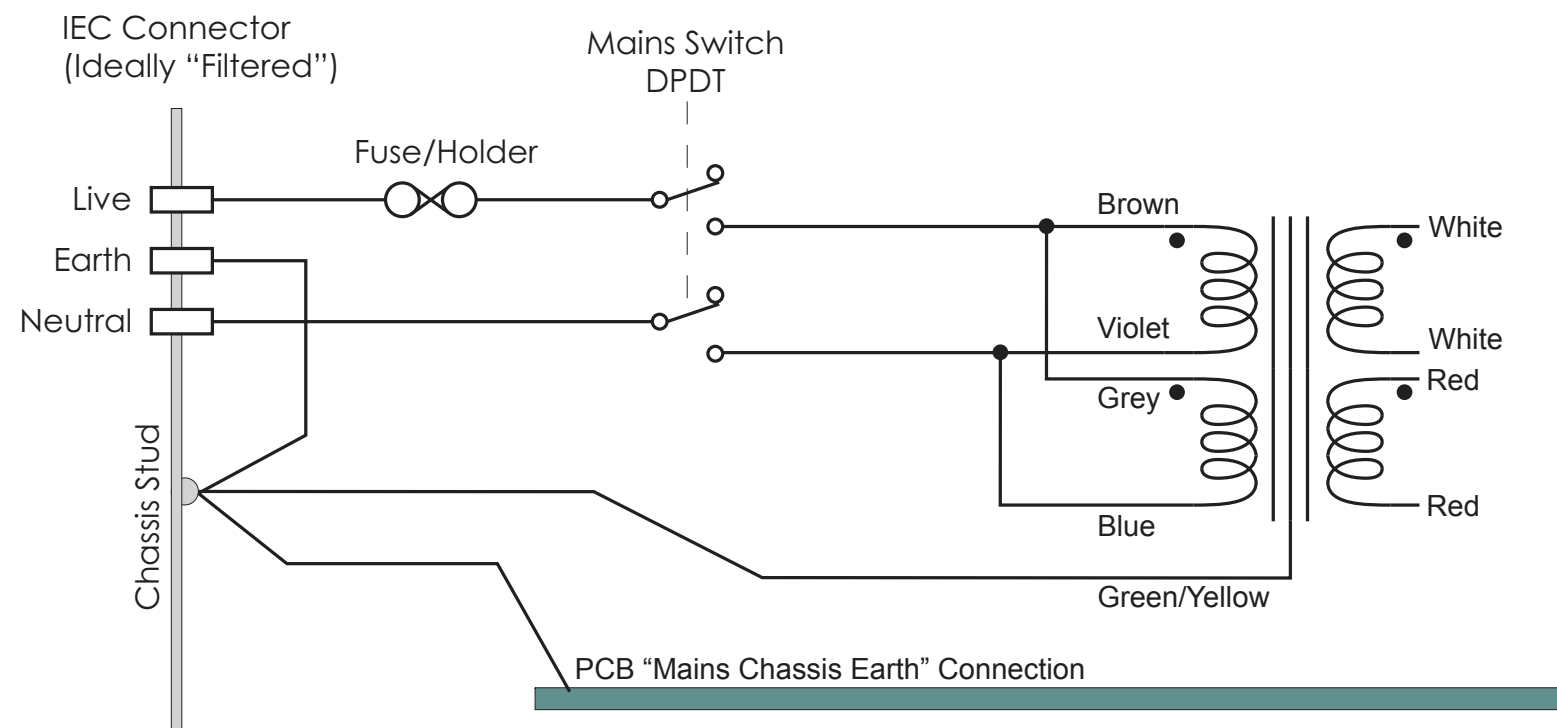 IEC Connector
(Ideally “Filtered”)
Mains Switch
DPDT
Fuse/Holder
Live
Earth
Neutral
Chassis Stud
Brown
Violet
Grey
Blue
Green/Yellow
White
White
Red
Red
PCB “Mains Chassis Earth” Connection